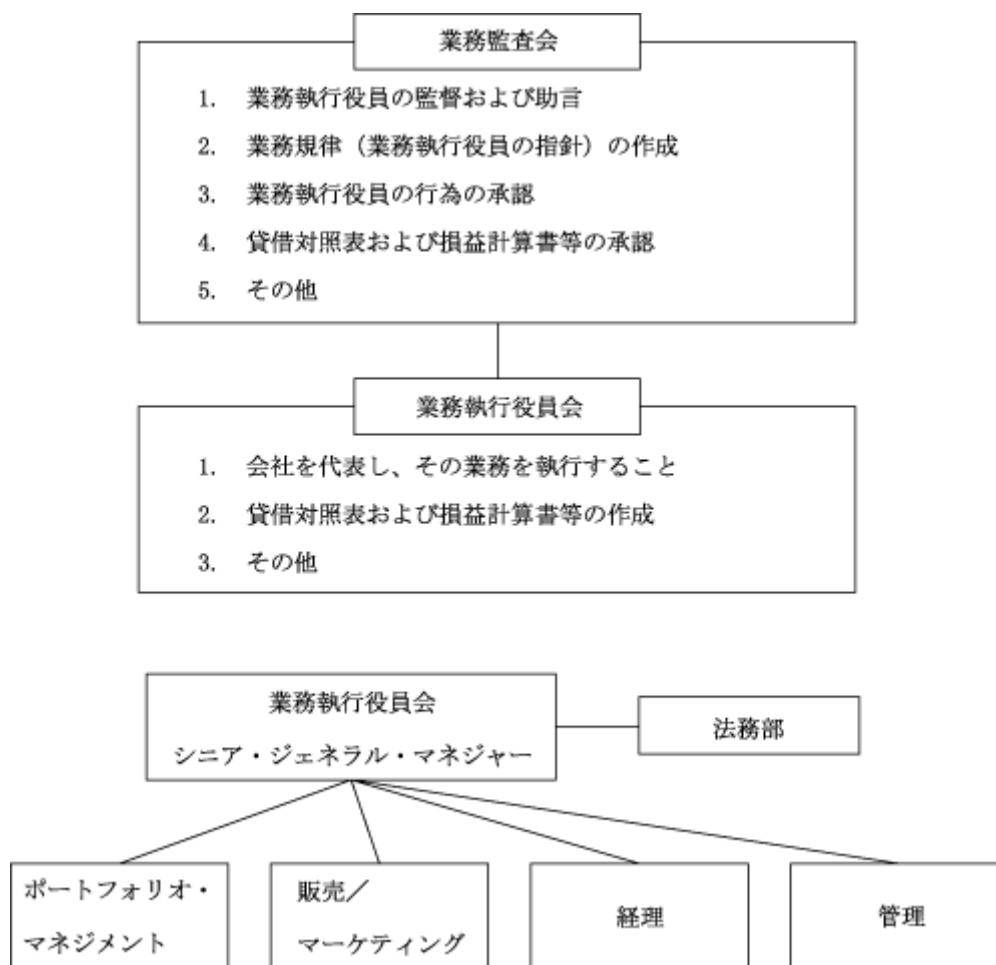 業務監査会
1. 業務執行役員の監督および助言
2. 業務規律（業務執行役員の指針）の作成
3. 業務執行役員の行為の承認
4. 貸借対照表および損益計算書等の承認
5. その他
業務執行役員会
1. 会社を代表し、その業務を執行すること
2. 貸借対照表および損益計算書等の作成
3. その他
業務執行役員会
シニア・ジェネラル・マネジャー
法務部
ポートフォリオ・
マネジメント
販売／
マーケティング
経理
管理